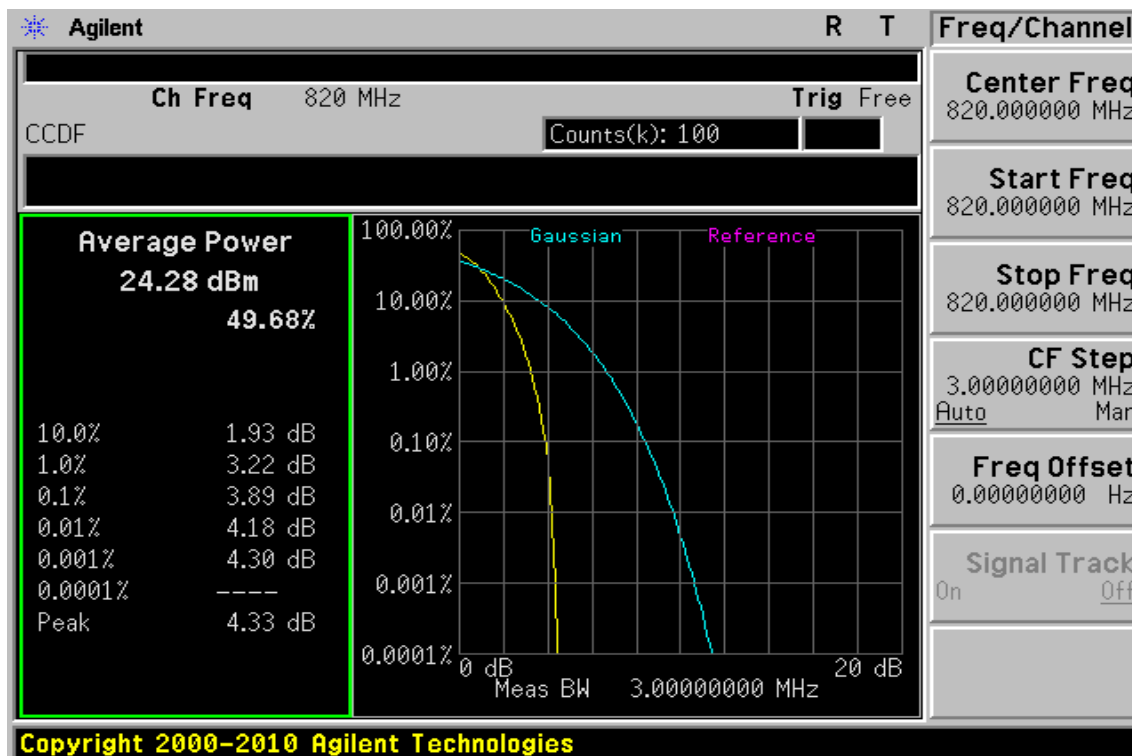 Agilent R T
Ch Freq 820 MHz Trig Free
CCDF Counts(k): 100
Average Power
24.28 dBm
49.68%
10.0% 1.93 dB
1.0% 3.22 dB
0.1% 3.89 dB
0.01% 4.18 dB
0.001% 4.30 dB
0.0001% ----
Peak 4.33 dB
Gaussian Reference
100.00%
10.00%
1.00%
0.10%
0.01%
0.001%
0.0001%
0 dB 20 dB
Meas BW 3.00000000 MHz
Freq/Channel
Center Freq
820.000000 MHz
Start Freq
820.000000 MHz
Stop Freq
820.000000 MHz
CF Step
3.00000000 MHz
Auto Man
Freq Offset
0.00000000 Hz
Signal Track
On Off
Copyright 2000-2010 Agilent Technologies